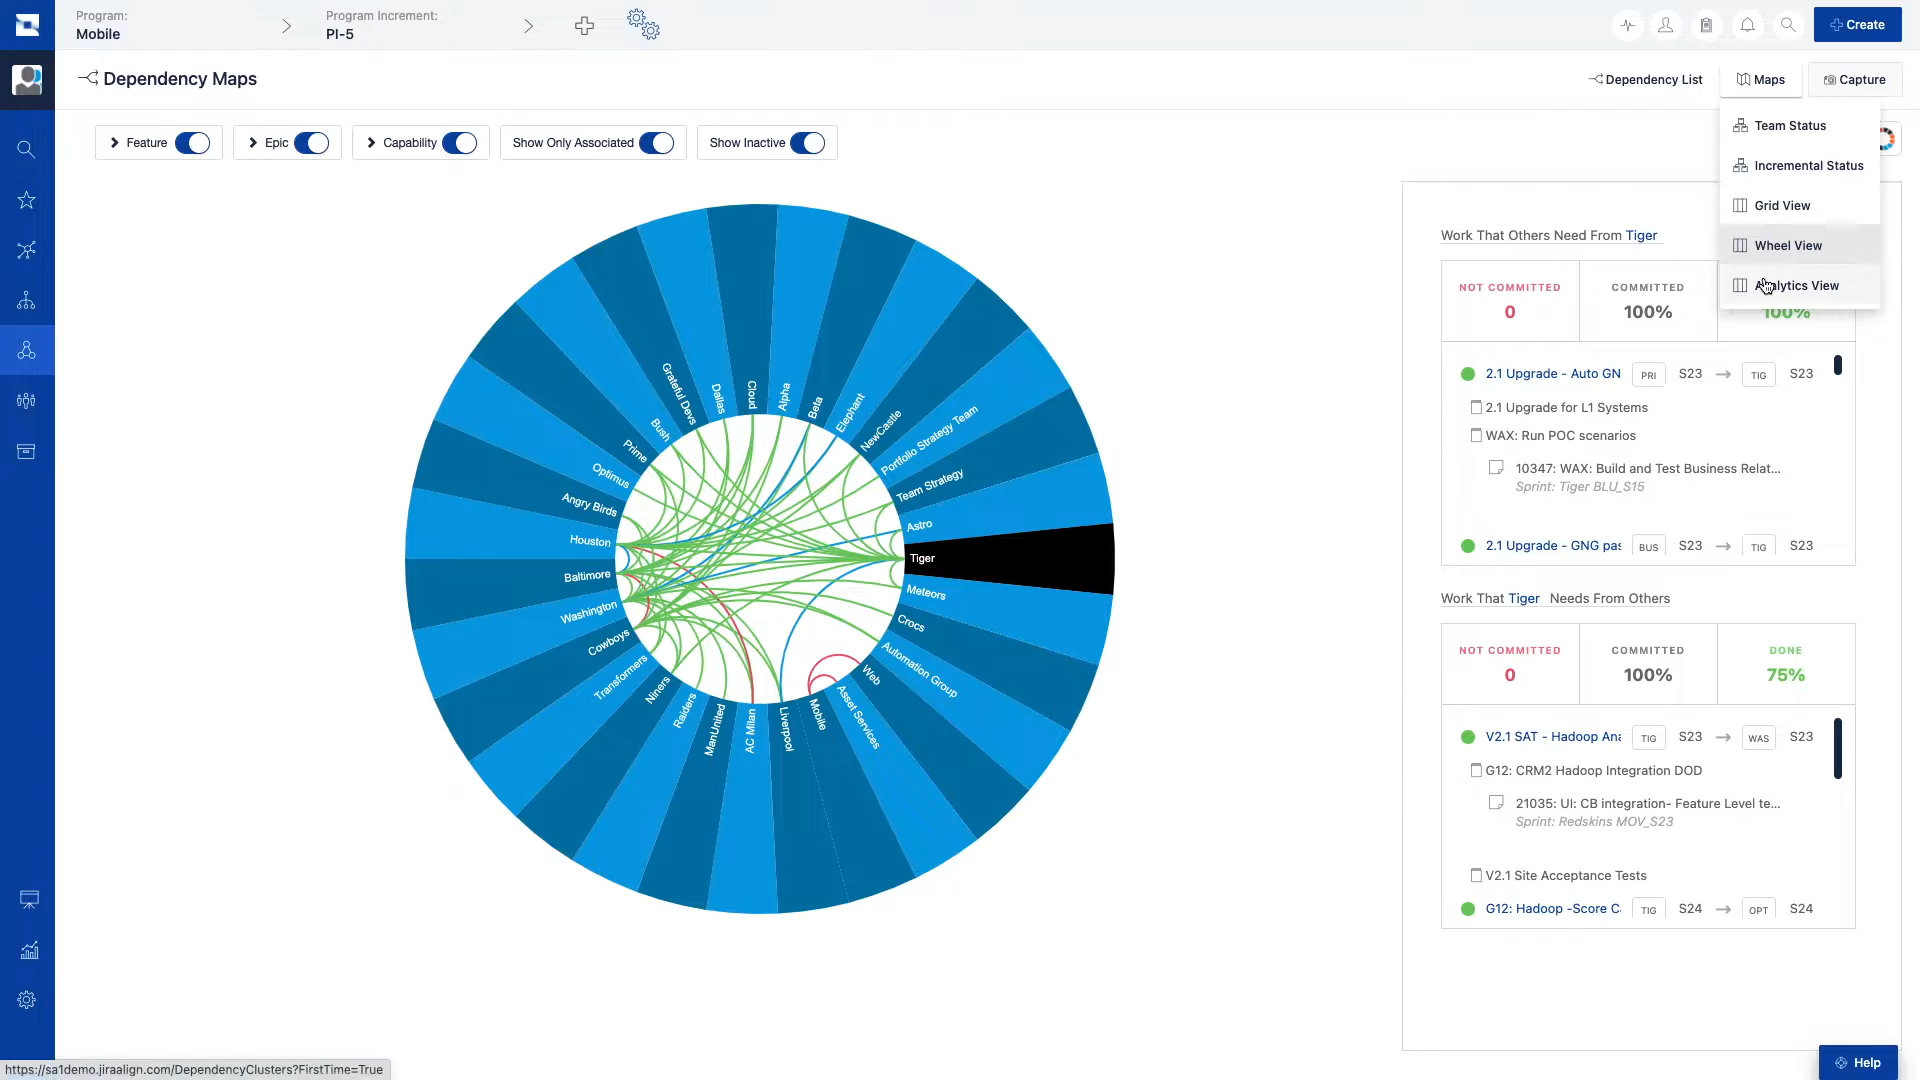 Program:
Mobile
Program Increment:
PI-5
Create
Dependency Maps
Dependency List
Maps
Capture
Feature
Epic
Capability
Show Only Associated
Show Inactive
Team Status
Incremental Status
Grid View
Wheel View
View
Grateful Devs
Dallas
Cloud
Alpha
Beta
Elephant
NewCastle
Portfolio Strategy Team
Team Strategy
Astro
Tiger
Meteors
Crocs
Automation Group
Web
Asset Services
Mobile
Liverpool
AC Milan
ManUnited
Raiders
Niners
Transformers
Cowboys
Washington
Baltimore
Houston
Angry Birds
Optimus
Prime
Bush
Work That Others Need From Tiger
NOT COMMITTED
0
COMMITTED
100%
100%
2.1 Upgrade - Auto GN PRI S23 → TIG S23
2.1 Upgrade for L1 Systems
WAX: Run POC scenarios
10347: WAX: Build and Test Business Relat...
Sprint: Tiger BLU_S15
2.1 Upgrade - GNG pas BUS S23 → TIG S23
Work That Tiger Needs From Others
NOT COMMITTED
0
COMMITTED
100%
DONE
75%
V2.1 SAT - Hadoop Ana TIG S23 → WAS S23
G12: CRM2 Hadoop Integration DOD
21035: UI: CB integration- Feature Level te...
Sprint: Redskins MOV_S23
V2.1 Site Acceptance Tests
G12: Hadoop -Score C TIG S24 → OPT S24
Help
https://sa1demo.jiraalign.com/DependencyClusters?FirstTime=True